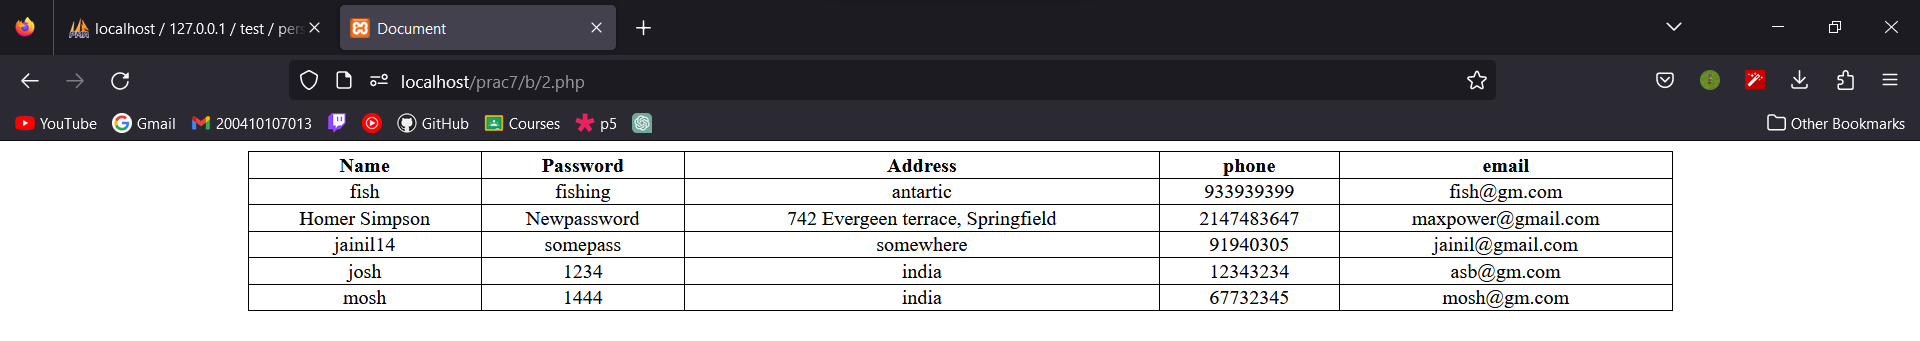 localhost / 127.0.0.1 / test / pers
Document
localhost/prac7/b/2.php
YouTube Gmail 200410107013 GitHub Courses p5 Other Bookmarks
Name Password Address phone email
fish fishing antartic 933939399 fish@gm.com
Homer Simpson Newpassword 742 Evergeen terrace, Springfield 2147483647 maxpower@gmail.com
jainil14 somepass somewhere 91940305 jainil@gmail.com
josh 1234 india 12343234 asb@gm.com
mosh 1444 india 67732345 mosh@gm.com